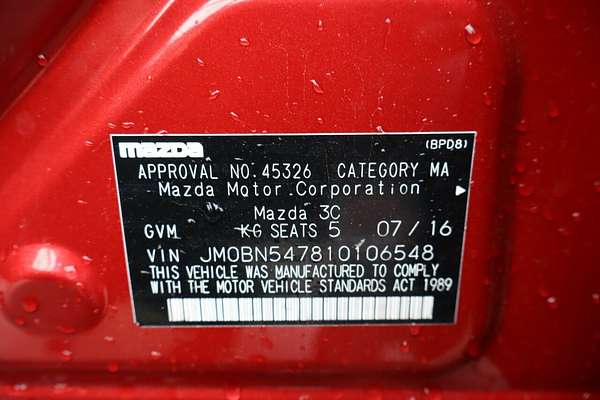 mazda (BPD8)
APPROVAL NO.45326 CATEGORY MA
Mazda Motor Corporation
Mazda 3C
GVM KG SEATS 5 07/16
VIN JM0BN547810106548
THIS VEHICLE WAS MANUFACTURED TO COMPLY
WITH THE MOTOR VEHICLE STANDARDS ACT 1989